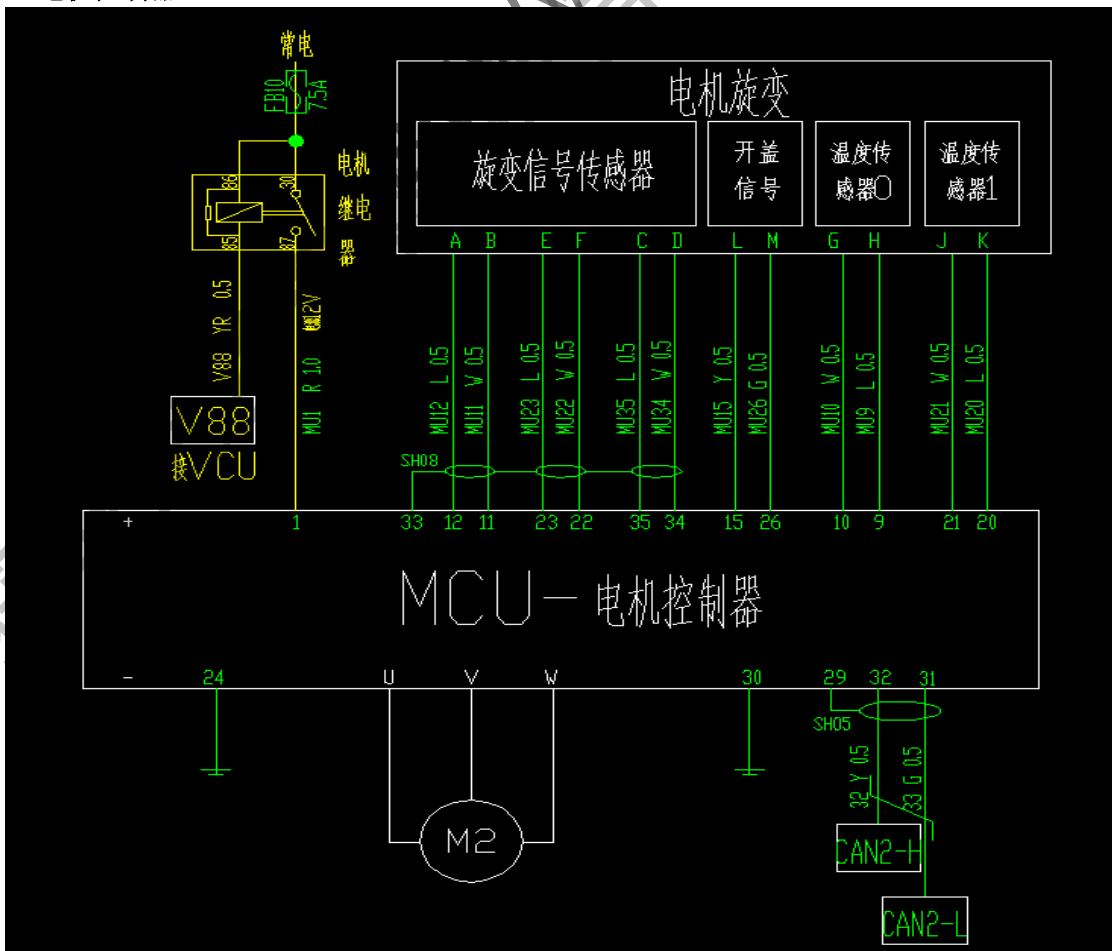 常电
FB10
7.5A
电机
继电
器
86
30
85
87
V88 YR 0.5
MU1 R 1.0
12V
V88
接VCU
电机旋变
旋变信号传感器
开盖
信号
温度传
感器0
温度传
感器1
A B E F C D L M G H J K
MU12 L 0.5
MU11 W 0.5
MU23 L 0.5
MU22 W 0.5
MU35 L 0.5
MU34 W 0.5
MU15 Y 0.5
MU26 G 0.5
MU10 W 0.5
MU9 L 0.5
MU21 W 0.5
MU20 L 0.5
SH08
+ 1 33 12 11 23 22 35 34 15 26 10 9 21 20
MCU-电机控制器
- 24 U V W 30 29 32 31
SH05
32 Y 0.5
33 G 0.5
M2
CAN2-H
CAN2-L